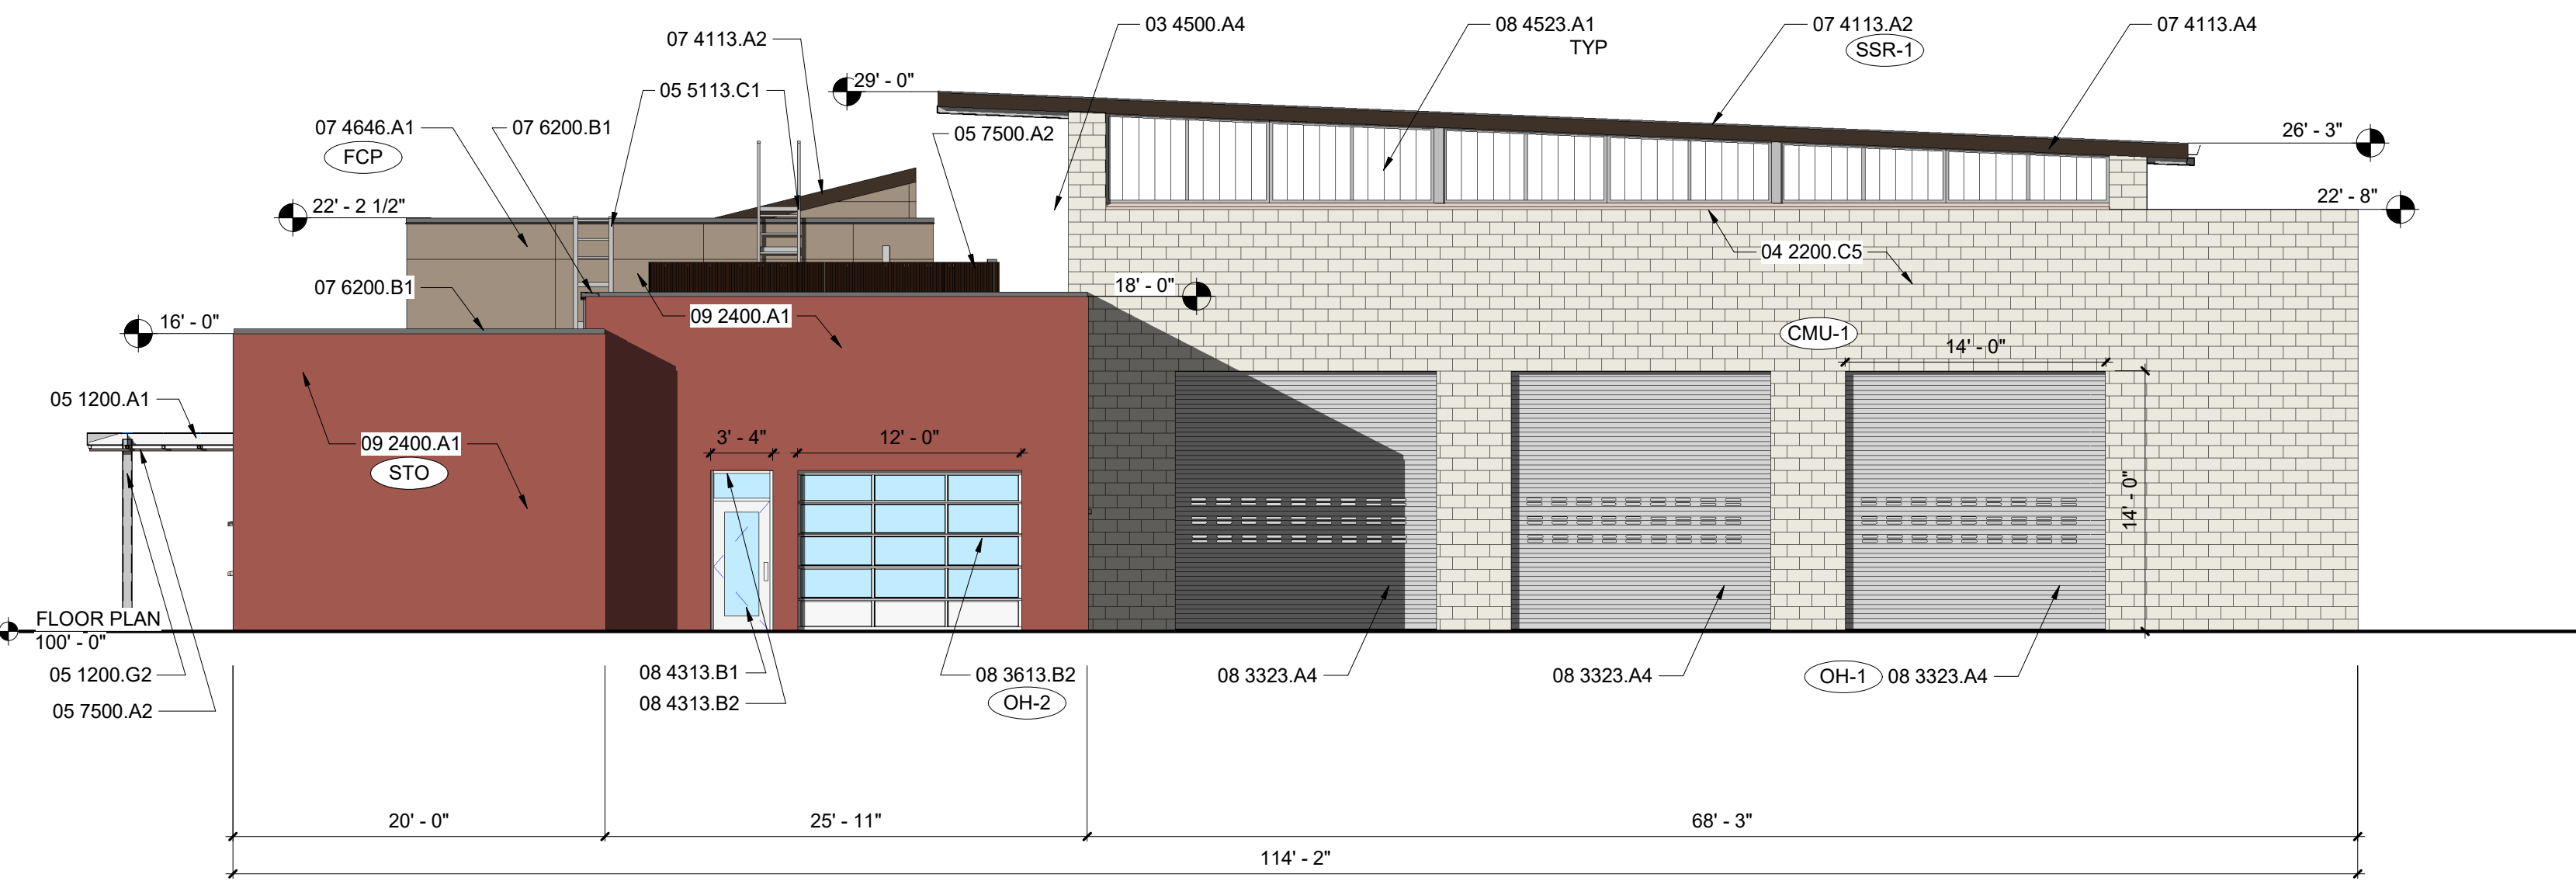 03 4500.A4
08 4523.A1
TYP
07 4113.A2
SSR-1
07 4113.A4
07 4113.A2
29' - 0"
05 5113.C1
07 4646.A1
FCP
07 6200.B1
05 7500.A2
26' - 3"
22' - 2 1/2"
22' - 8"
04 2200.C5
07 6200.B1
18' - 0"
09 2400.A1
16' - 0"
CMU-1
14' - 0"
05 1200.A1
09 2400.A1
STO
3' - 4"
12' - 0"
14' - 0"
FLOOR PLAN
100' - 0"
05 1200.G2
05 7500.A2
08 4313.B1
08 4313.B2
08 3613.B2
OH-2
08 3323.A4
08 3323.A4
OH-1
08 3323.A4
20' - 0"
25' - 11"
68' - 3"
114' - 2"